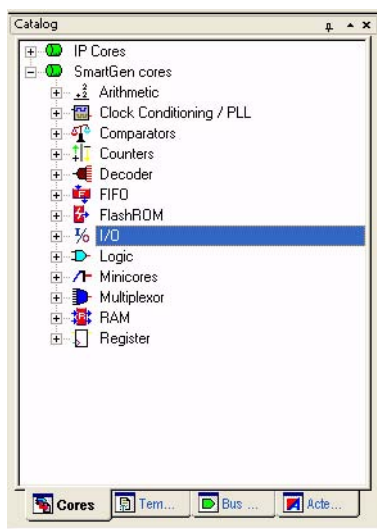 Catalog
IP Cores
SmartGen cores
Arithmetic
Clock Conditioning / PLL
Comparators
Counters
Decoder
FIFO
FlashROM
I/O
Logic
Minicores
Multiplexor
RAM
Register
Cores Tem... Bus ... Acte...